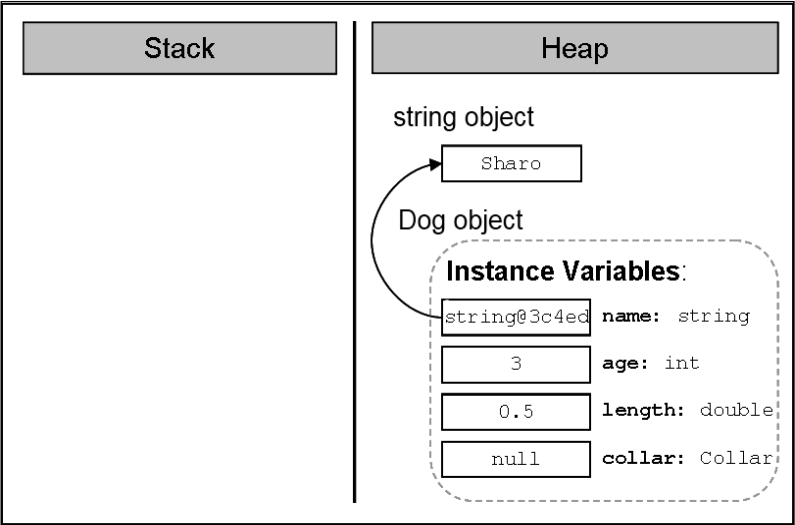 Stack
Heap
string object
Sharo
Dog object
Instance Variables:
string@3c4ed name: string
3 age: int
0.5 length: double
null collar: Collar